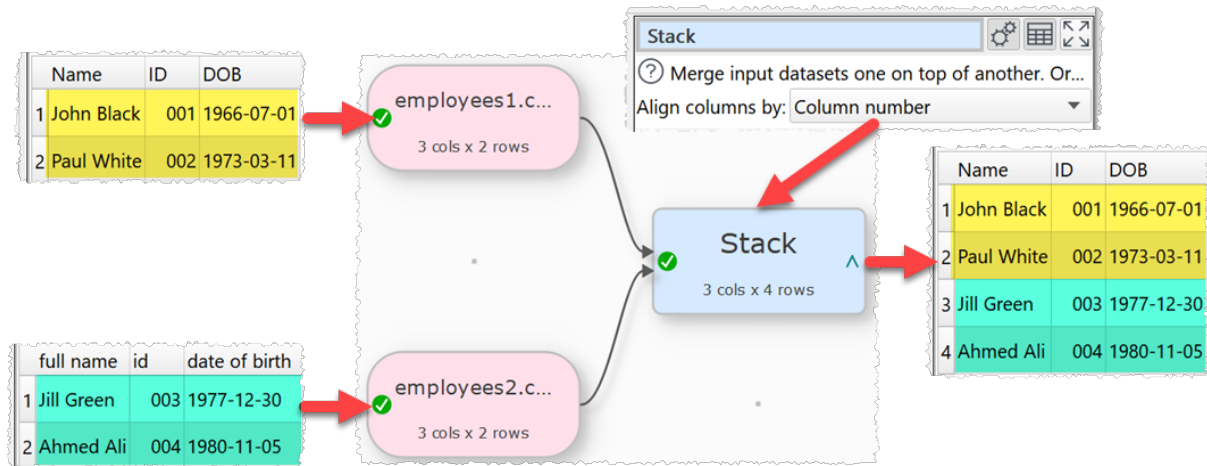 Stack
Merge input datasets one on top of another. Or...
Align columns by: Column number
Name ID DOB
1 John Black 001 1966-07-01
2 Paul White 002 1973-03-11
employees1.c...
3 cols x 2 rows
Stack
3 cols x 4 rows
Name ID DOB
1 John Black 001 1966-07-01
2 Paul White 002 1973-03-11
3 Jill Green 003 1977-12-30
4 Ahmed Ali 004 1980-11-05
full name id date of birth
1 Jill Green 003 1977-12-30
2 Ahmed Ali 004 1980-11-05
employees2.c...
3 cols x 2 rows